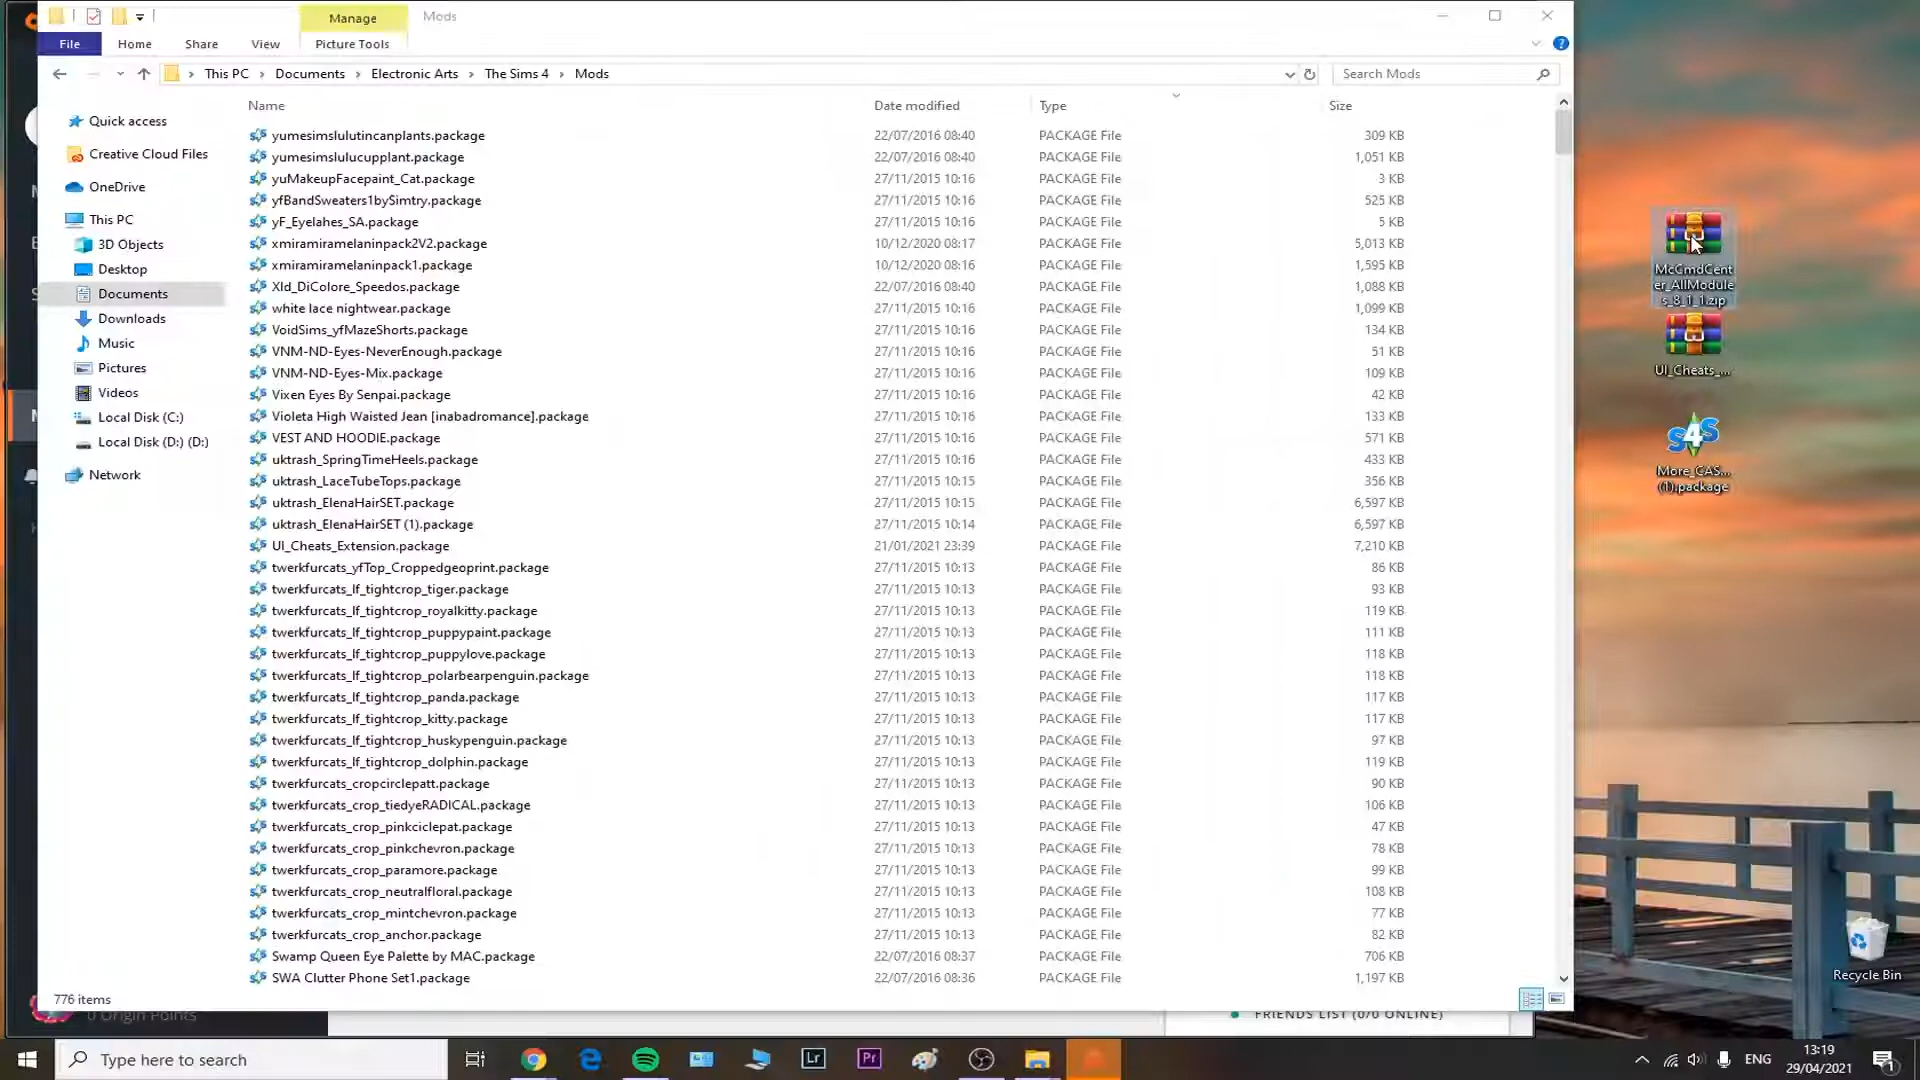 Manage
Mods
File
Home
Share
View
Picture Tools
This PC > Documents > Electronic Arts > The Sims 4 > Mods
Search Mods
Name
Date modified
Type
Size
Quick access
Creative Cloud Files
OneDrive
This PC
3D Objects
Desktop
Documents
Downloads
Music
Pictures
Videos
Local Disk (C:)
Local Disk (D:) (D:)
Network
yumesimslulutincanplants.package 22/07/2016 08:40 PACKAGE File 309 KB
yumesimslulucupplant.package 22/07/2016 08:40 PACKAGE File 1,051 KB
yuMakeupFacepaint_Cat.package 27/11/2015 10:16 PACKAGE File 3 KB
yfBandSweaters1bySimtry.package 27/11/2015 10:16 PACKAGE File 525 KB
yF_Eyelahes_SA.package 27/11/2015 10:16 PACKAGE File 5 KB
xmiramiramelaninpack2V2.package 10/12/2020 08:17 PACKAGE File 5,013 KB
xmiramiramelaninpack1.package 10/12/2020 08:16 PACKAGE File 1,595 KB
Xld_DiColore_Speedos.package 22/07/2016 08:40 PACKAGE File 1,088 KB
white lace nightwear.package 27/11/2015 10:16 PACKAGE File 1,099 KB
VoidSims_yfMazeShorts.package 27/11/2015 10:16 PACKAGE File 134 KB
VNM-ND-Eyes-NeverEnough.package 27/11/2015 10:16 PACKAGE File 51 KB
VNM-ND-Eyes-Mix.package 27/11/2015 10:16 PACKAGE File 109 KB
Vixen Eyes By Senpai.package 27/11/2015 10:16 PACKAGE File 42 KB
Violeta High Waisted Jean [inabadromance].package 27/11/2015 10:16 PACKAGE File 133 KB
VEST AND HOODIE.package 27/11/2015 10:16 PACKAGE File 571 KB
uktrash_SpringTimeHeels.package 27/11/2015 10:16 PACKAGE File 433 KB
uktrash_LaceTubeTops.package 27/11/2015 10:15 PACKAGE File 356 KB
uktrash_ElenaHairSET.package 27/11/2015 10:15 PACKAGE File 6,597 KB
uktrash_ElenaHairSET (1).package 27/11/2015 10:14 PACKAGE File 6,597 KB
UI_Cheats_Extension.package 21/01/2021 23:39 PACKAGE File 7,210 KB
twerkfurcats_yfTop_Croppedgeoprint.package 27/11/2015 10:13 PACKAGE File 86 KB
twerkfurcats_lf_tightcrop_tiger.package 27/11/2015 10:13 PACKAGE File 93 KB
twerkfurcats_lf_tightcrop_royalkitty.package 27/11/2015 10:13 PACKAGE File 119 KB
twerkfurcats_lf_tightcrop_puppypaint.package 27/11/2015 10:13 PACKAGE File 111 KB
twerkfurcats_lf_tightcrop_puppylove.package 27/11/2015 10:13 PACKAGE File 118 KB
twerkfurcats_lf_tightcrop_polarbearpenguin.package 27/11/2015 10:13 PACKAGE File 118 KB
twerkfurcats_lf_tightcrop_panda.package 27/11/2015 10:13 PACKAGE File 117 KB
twerkfurcats_lf_tightcrop_kitty.package 27/11/2015 10:13 PACKAGE File 117 KB
twerkfurcats_lf_tightcrop_huskypenguin.package 27/11/2015 10:13 PACKAGE File 97 KB
twerkfurcats_lf_tightcrop_dolphin.package 27/11/2015 10:13 PACKAGE File 119 KB
twerkfurcats_cropcirclepatt.package 27/11/2015 10:13 PACKAGE File 90 KB
twerkfurcats_crop_tiedyeRADICAL.package 27/11/2015 10:13 PACKAGE File 106 KB
twerkfurcats_crop_pinkciclepat.package 27/11/2015 10:13 PACKAGE File 47 KB
twerkfurcats_crop_pinkchevron.package 27/11/2015 10:13 PACKAGE File 78 KB
twerkfurcats_crop_paramore.package 27/11/2015 10:13 PACKAGE File 99 KB
twerkfurcats_crop_neutralfloral.package 27/11/2015 10:13 PACKAGE File 108 KB
twerkfurcats_crop_mintchevron.package 27/11/2015 10:13 PACKAGE File 77 KB
twerkfurcats_crop_anchor.package 27/11/2015 10:13 PACKAGE File 82 KB
Swamp Queen Eye Palette by MAC.package 22/07/2016 08:37 PACKAGE File 706 KB
SWA Clutter Phone Set1.package 22/07/2016 08:36 PACKAGE File 1,197 KB
776 items
McCmdCent
er_AllModule
s_8_1_1.zip
UI_Cheats_...
S4S
More_CAS...
(1).package
Recycle Bin
0 Origin Points
FRIENDS LIST (0/0 ONLINE)
Type here to search
Lr
Pr
ENG
13:19
29/04/2021
1